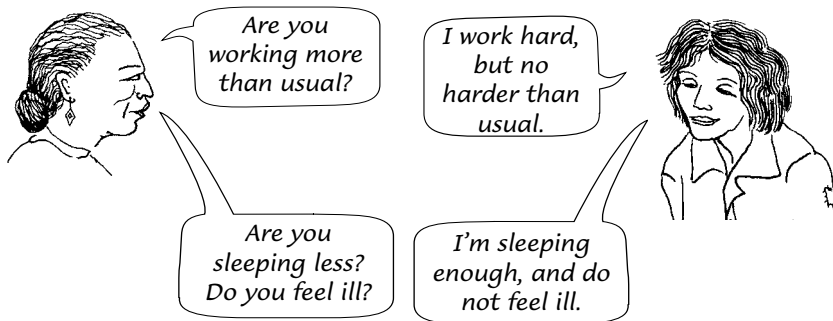 Are you
working more
than usual?
I work hard,
but no
harder than
usual.
Are you
sleeping less?
Do you feel ill?
I'm sleeping
enough, and do
not feel ill.